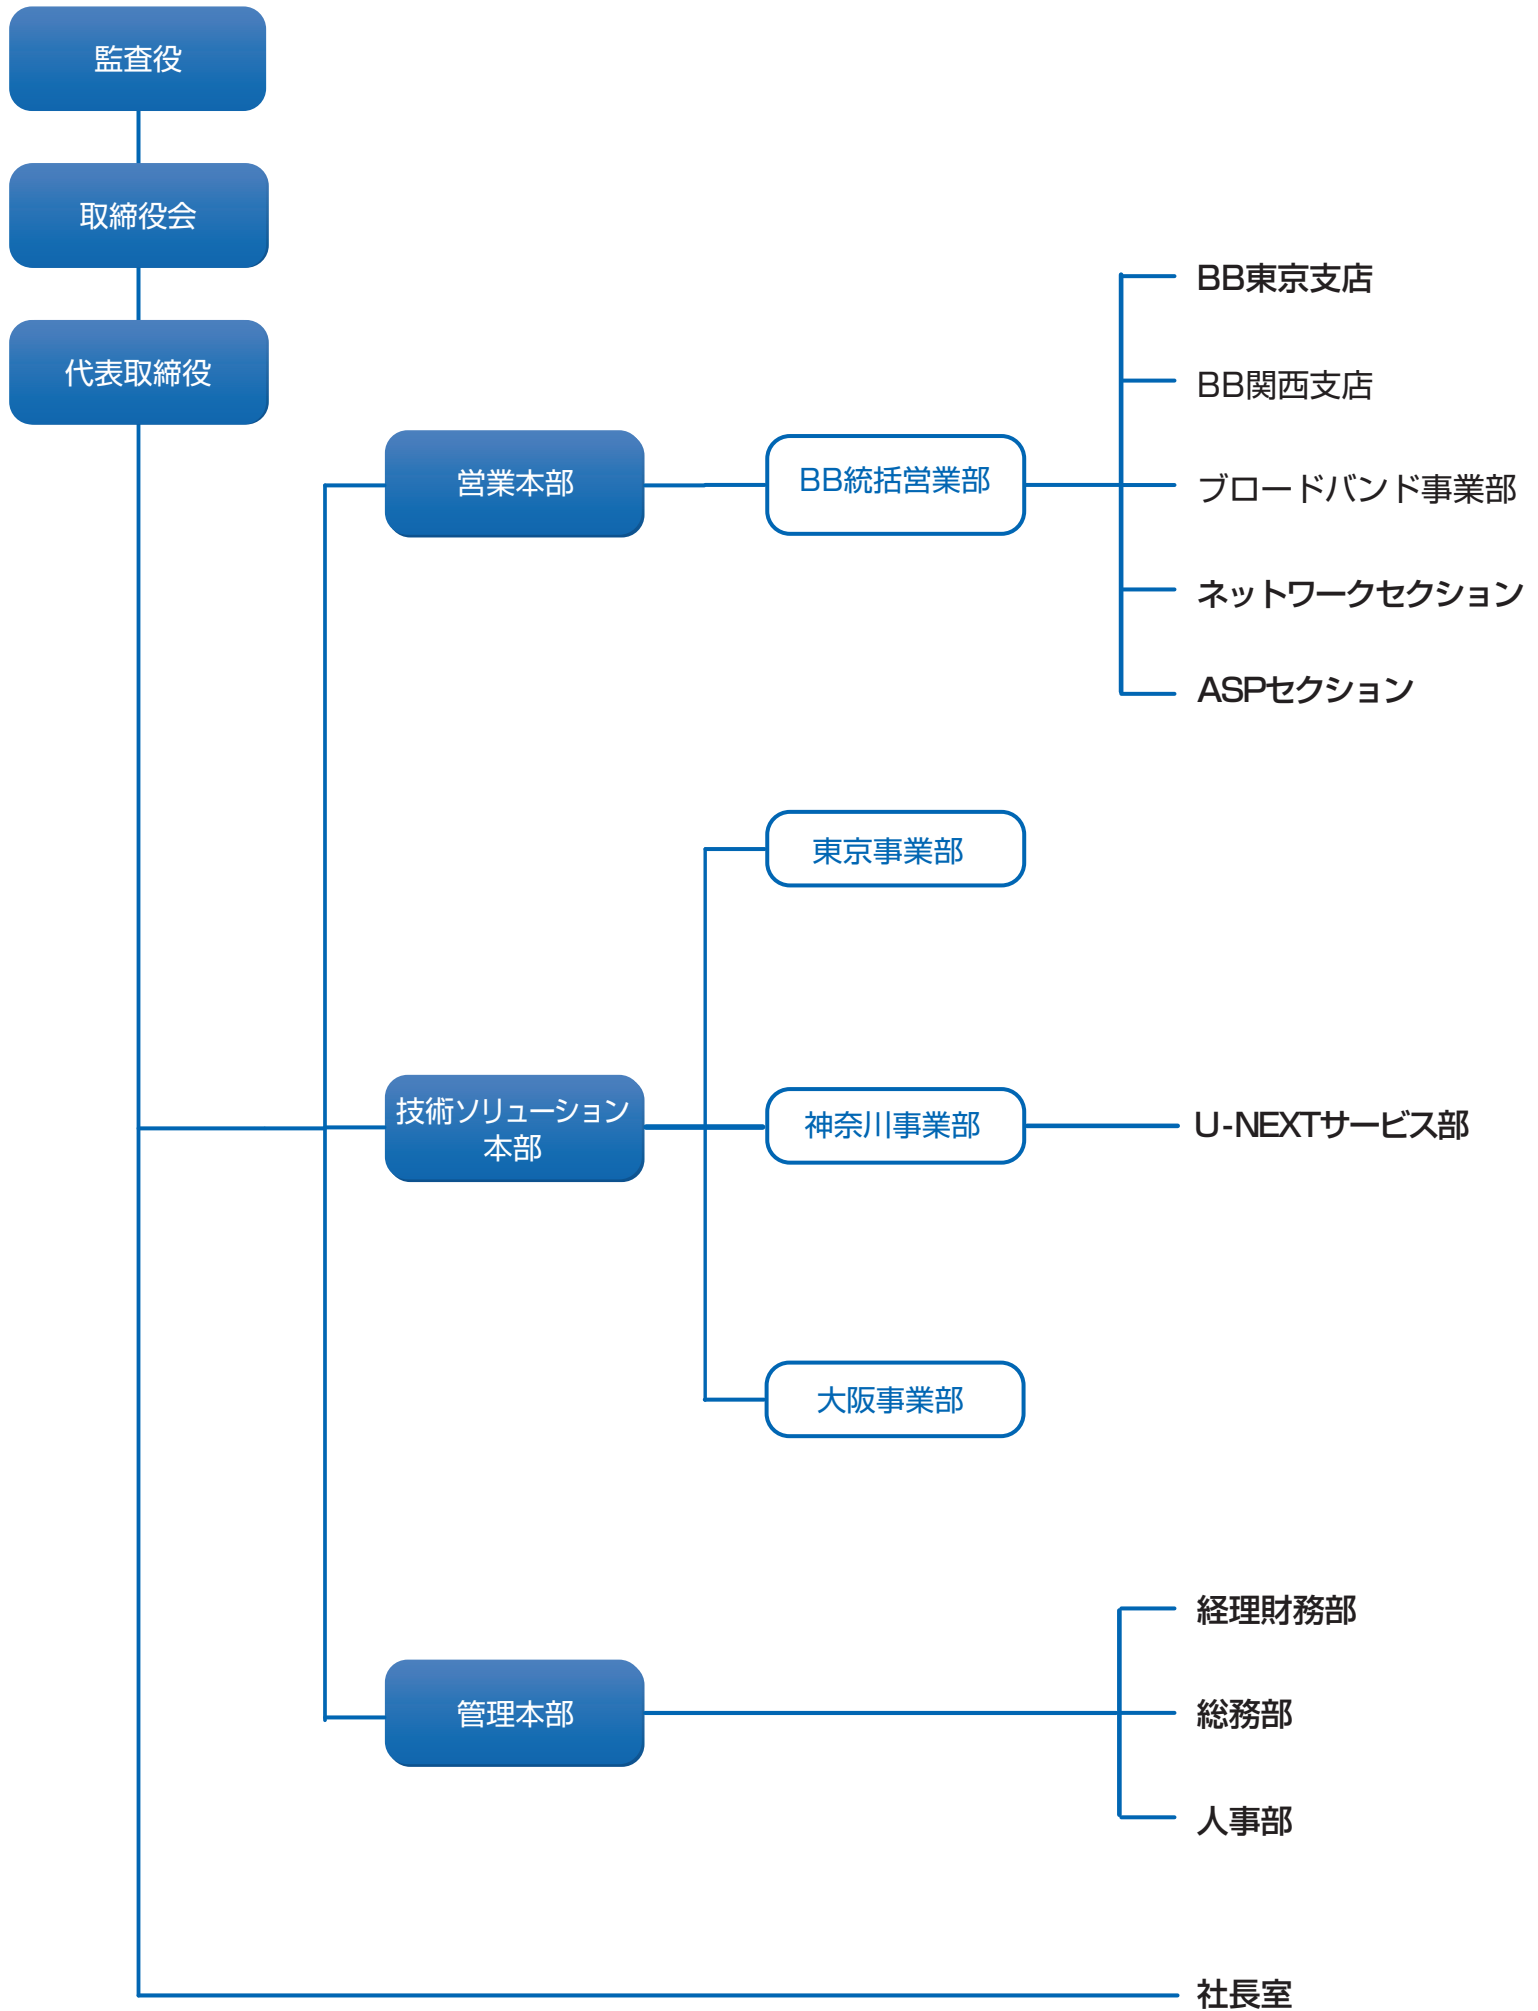 監査役
取締役会
代表取締役
営業本部
BB統括営業部
BB東京支店
BB関西支店
ブロードバンド事業部
ネットワークセクション
ASPセクション
技術ソリューション
本部
東京事業部
神奈川事業部
U-NEXTサービス部
大阪事業部
管理本部
経理財務部
総務部
人事部
社長室